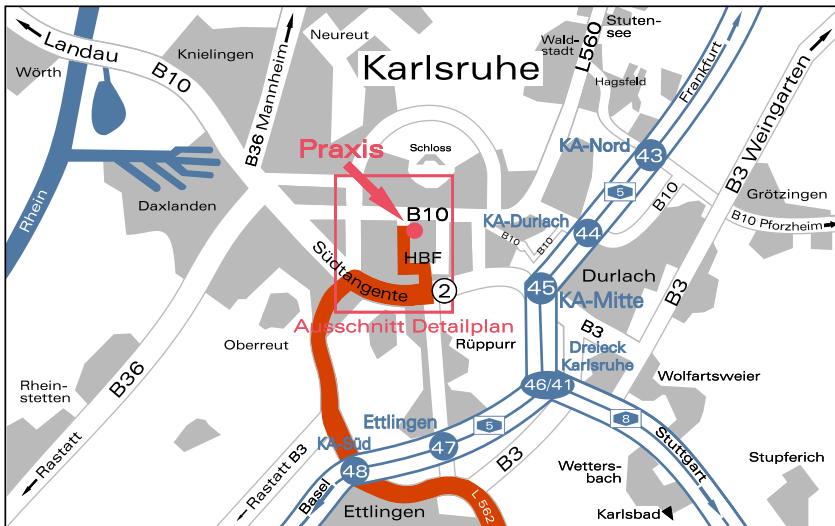 Landau
B10
Wörth
Knielingen
Neureut
B36 Mannheim
Karlsruhe
Wald-
stadt
L560
Stuten-
see
Hagsfeld
Frankfurt
B3 Weingarten
Schloss
Praxis
KA-Nord
43
5
Grötzingen
Rhein
Daxlanden
B10
KA-Durlach
44
B10
B10
B10
B10 Pforzheim
HBF
Südtangente
2
45
Durlach
KA-Mitte
B3
Ausschnitt Detailplan
Oberreut
Rüppurr
B3
Dreieck
Karlsruhe
46/41
Wolfartsweier
B36
Rhein-
stetten
Ettlingen
5
8
KA-Süd
47
48
Stuttgart
Rastatt
Rastatt B3
Basel
B3
Wetters-
bach
Stupferich
L 562
Ettlingen
Karlsbad